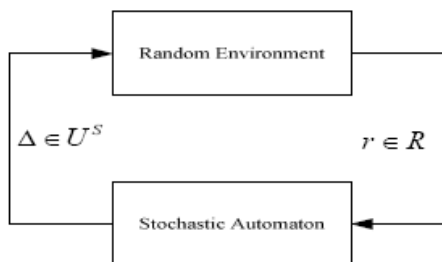 Random Environment
Δ ∈ U^S
r ∈ R
Stochastic Automaton